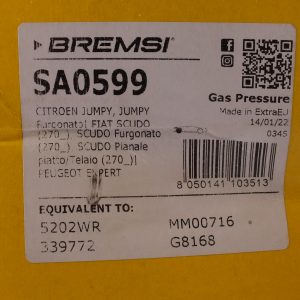 BREMSI
SA0599
Gas Pressure
Made in ExtraEU
14/01/22
034S
CITROEN JUMPY, JUMPY
Furgonato| FIAT SCUDO
(270_), SCUDO Furgonato
(270_), SCUDO Pianale
piatto/Telaio (270_)|
PEUGEOT EXPERT
8 050141 103513
EQUIVALENT TO:
5202WR MM00716
339772 G8168